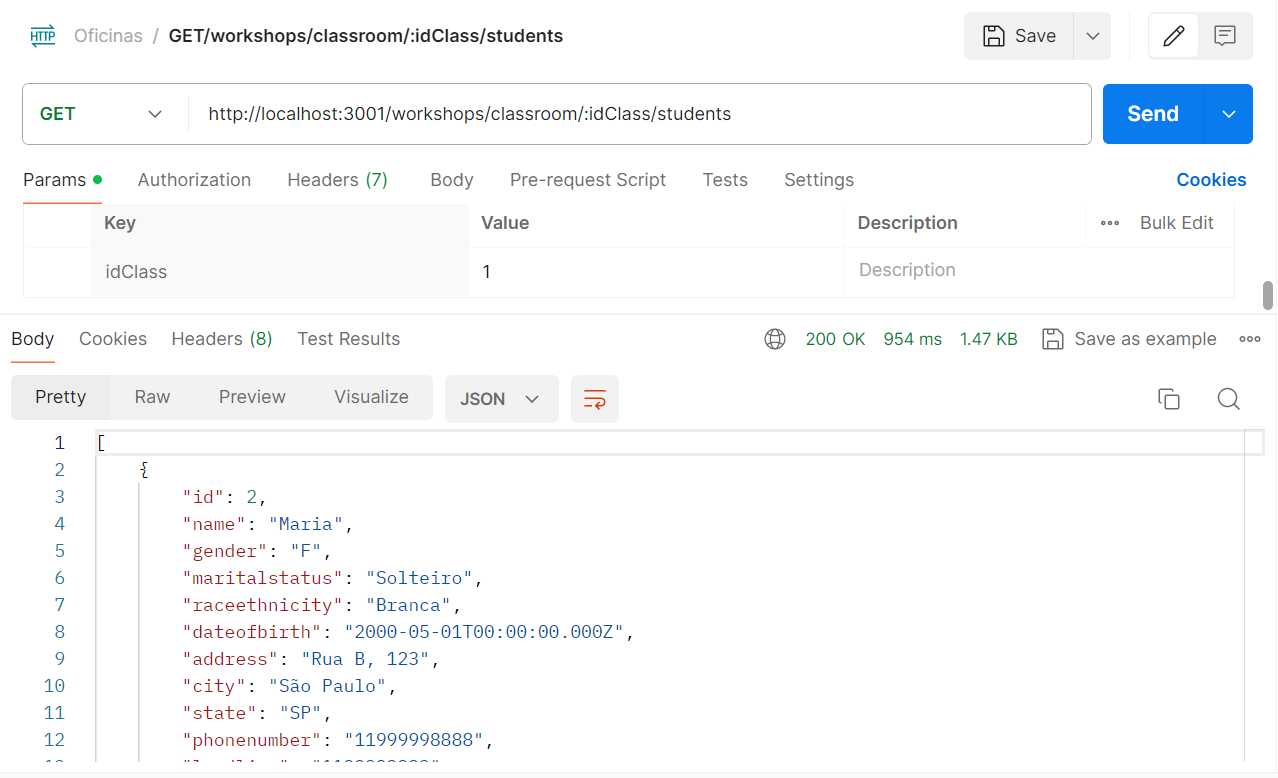 HTTP Oficinas / GET/workshops/classroom/:idClass/students Save
GET http://localhost:3001/workshops/classroom/:idClass/students Send
Params Authorization Headers (7) Body Pre-request Script Tests Settings Cookies
Key Value Description Bulk Edit
idClass 1 Description
Body Cookies Headers (8) Test Results 200 OK 954 ms 1.47 KB Save as example
Pretty Raw Preview Visualize JSON
1 [
2 {
3 "id": 2,
4 "name": "Maria",
5 "gender": "F",
6 "maritalstatus": "Solteiro",
7 "raceethnicity": "Branca",
8 "dateofbirth": "2000-05-01T00:00:00.000Z",
9 "address": "Rua B, 123",
10 "city": "São Paulo",
11 "state": "SP",
12 "phonenumber": "11999998888",